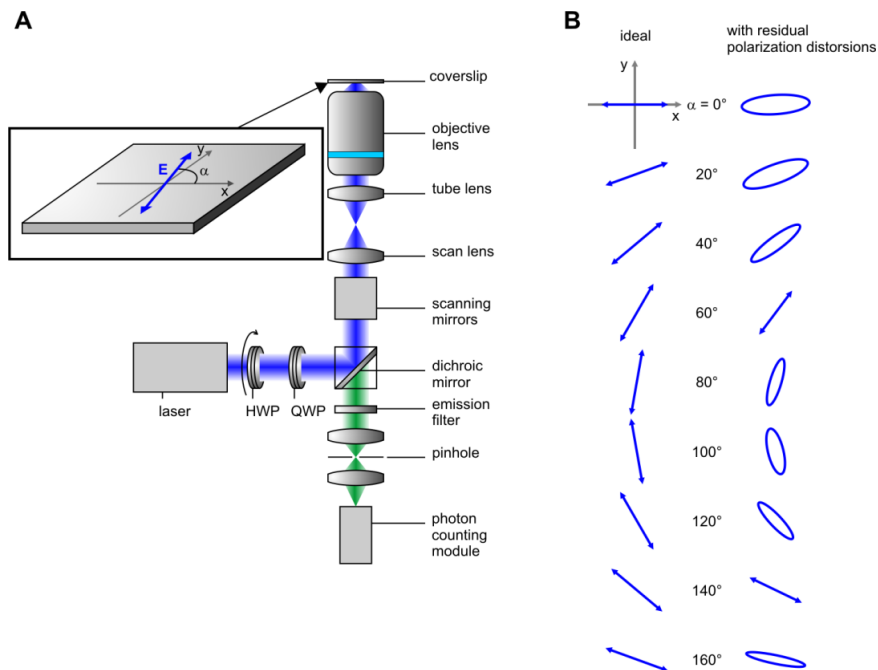 A
coverslip
objective
lens
tube lens
scan lens
scanning
mirrors
dichroic
mirror
emission
filter
pinhole
photon
counting
module
E
y
α
x
laser
HWP
QWP
B
ideal
with residual
polarization distorsions
y
x
α = 0°
20°
40°
60°
80°
100°
120°
140°
160°